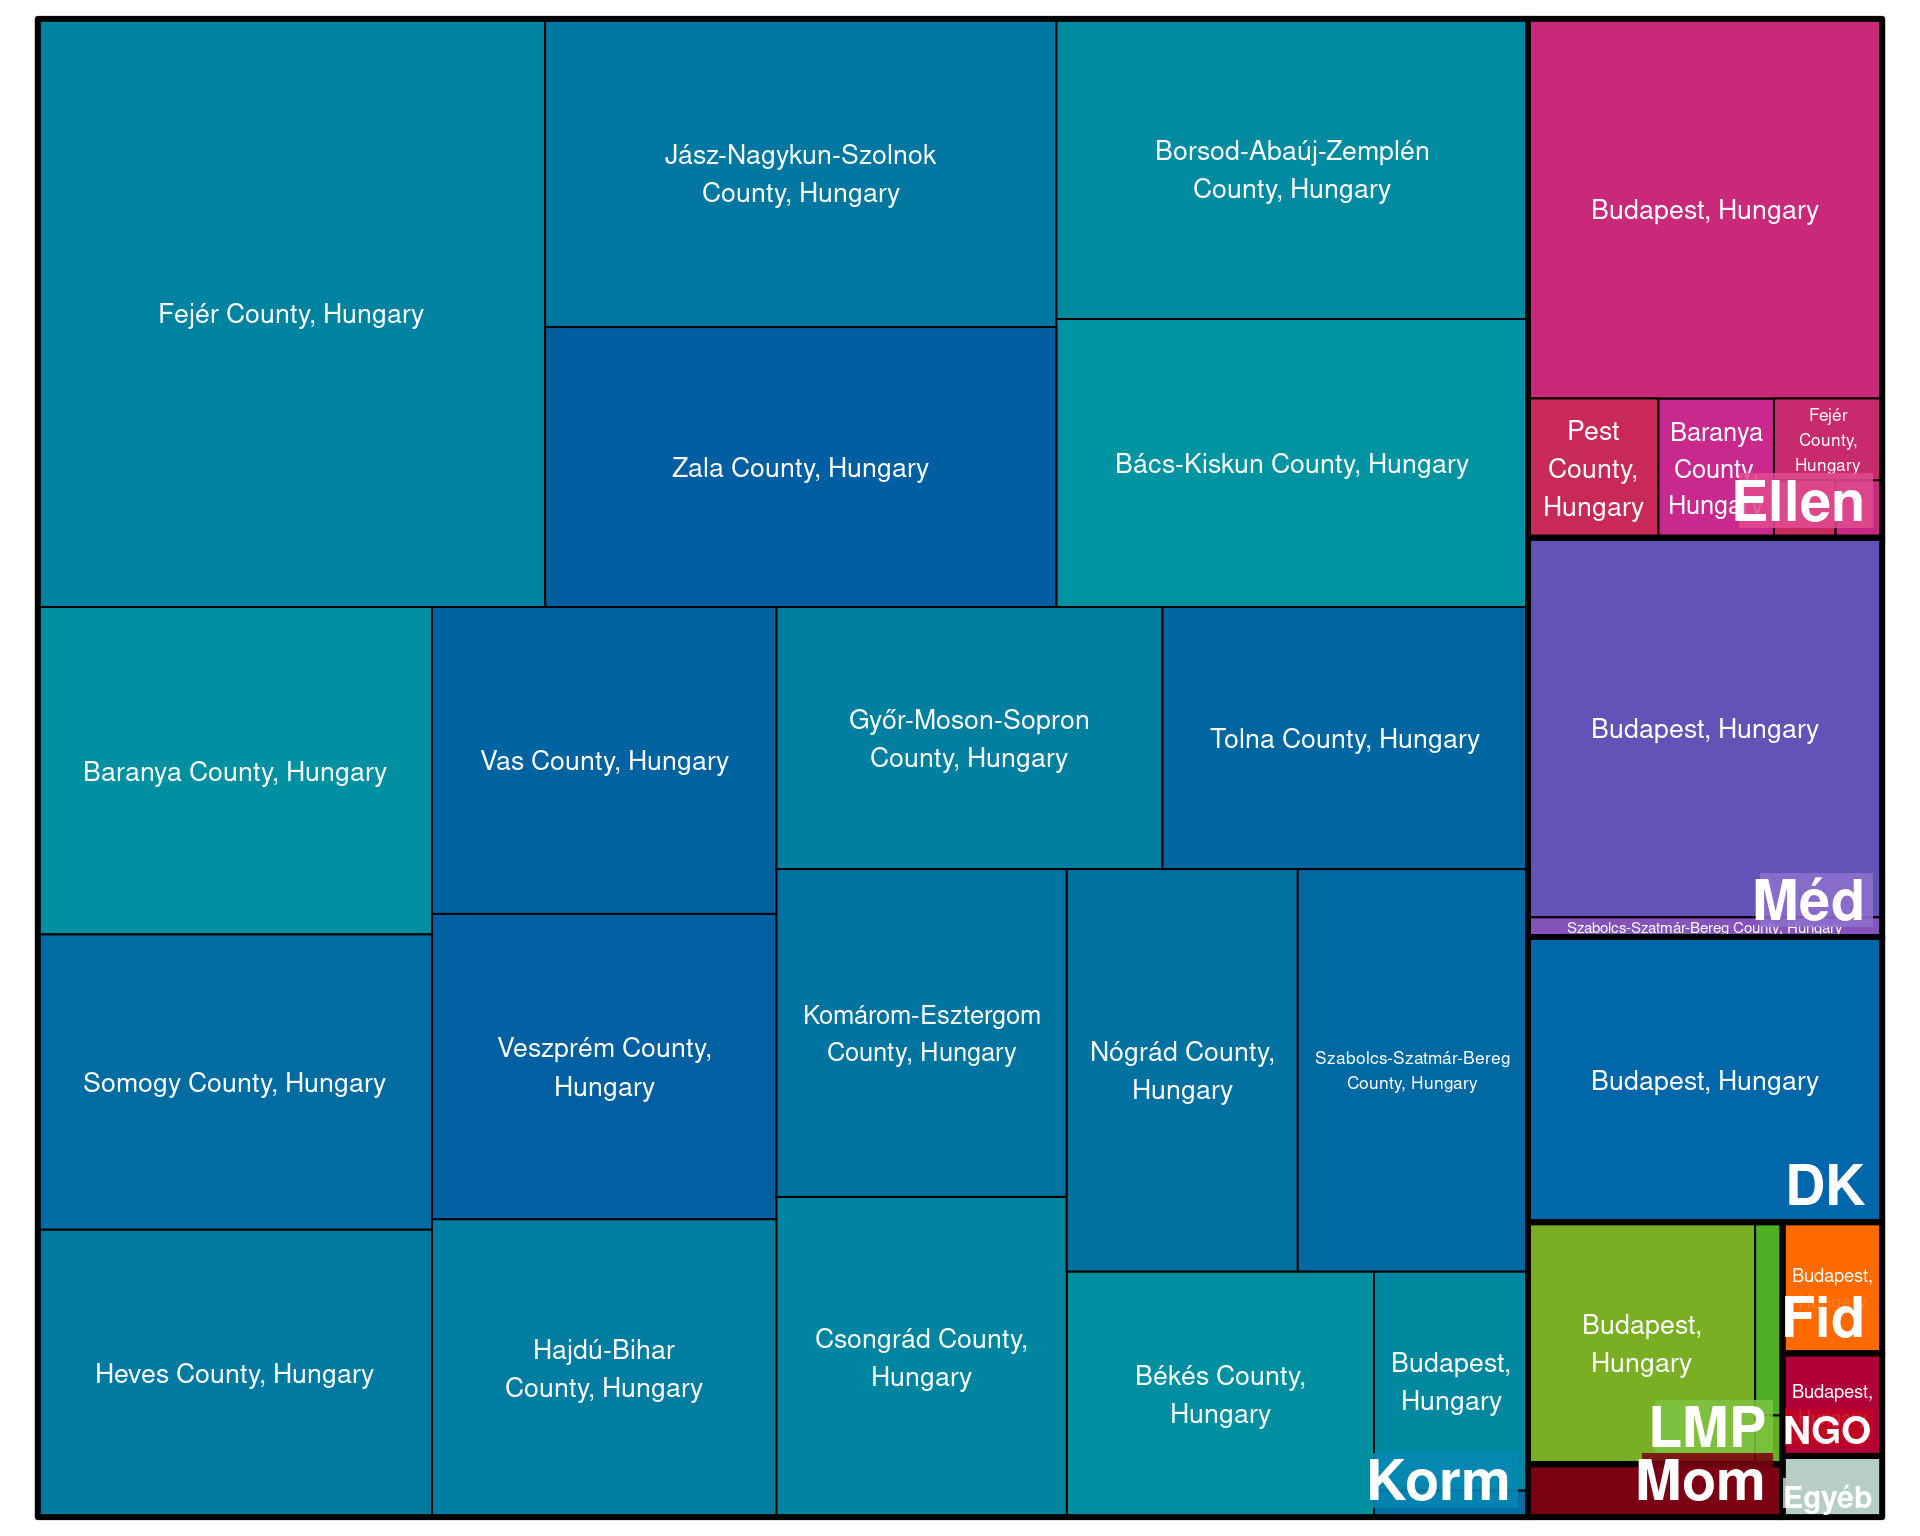 Fejér County, Hungary
Jász-Nagykun-Szolnok
County, Hungary
Zala County, Hungary
Borsod-Abaúj-Zemplén
County, Hungary
Bács-Kiskun County, Hungary
Baranya County, Hungary
Somogy County, Hungary
Heves County, Hungary
Vas County, Hungary
Veszprém County,
Hungary
Hajdú-Bihar
County, Hungary
Győr-Moson-Sopron
County, Hungary
Tolna County, Hungary
Komárom-Esztergom
County, Hungary
Csongrád County,
Hungary
Nógrád County,
Hungary
Szabolcs-Szatmár-Bereg
County, Hungary
Békés County,
Hungary
Budapest,
Hungary
Korm
Budapest, Hungary
Pest
County,
Hungary
Baranya
County,
Hungary
Fejér
County,
Hungary
Ellen
Budapest, Hungary
Szabolcs-Szatmár-Bereg County, Hungary
Méd
Budapest, Hungary
DK
Budapest,
Hungary
LMP
Mom
Budapest,
Fid
Budapest,
NGO
Egyéb